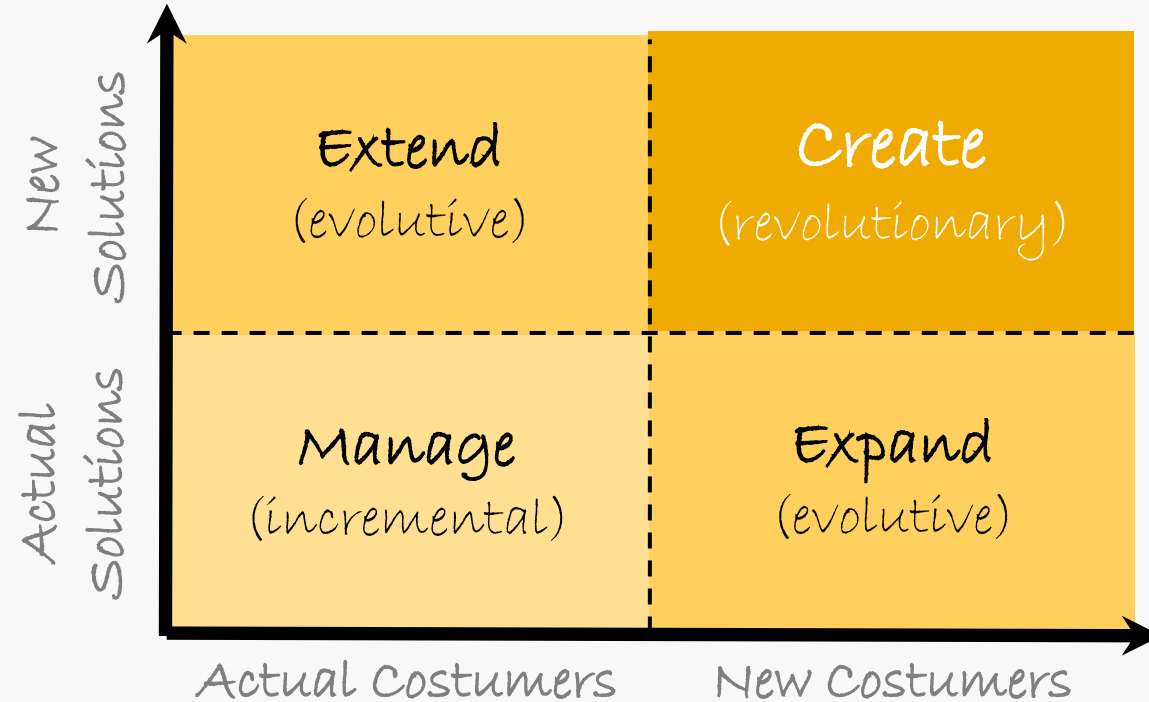 New
Solutions
Extend
(evolutive)
Create
(revolutionary)
Actual
Solutions
Manage
(incremental)
Expand
(evolutive)
Actual Costumers
New Costumers